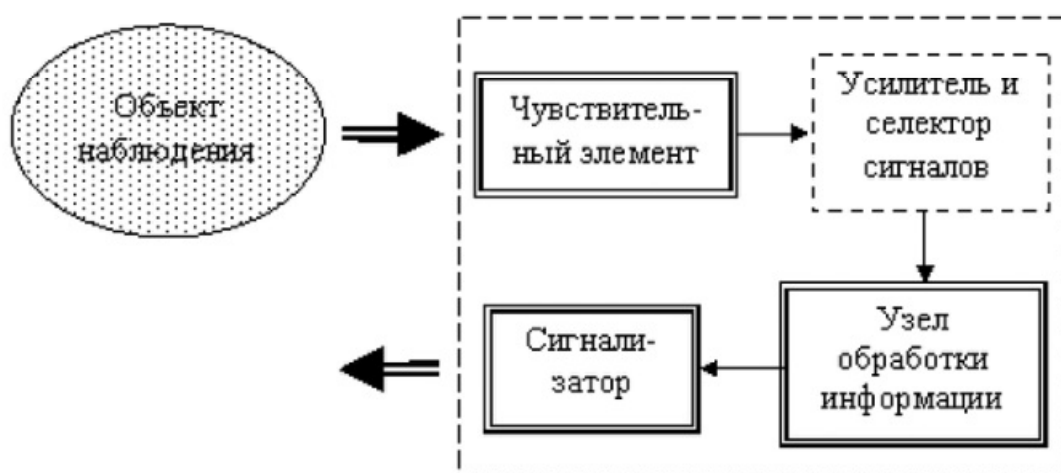 Объект
наблюдения
Чувствитель-
ный элемент
Усилитель и
селектор
сигналов
Сигнали-
затор
Узел
обработки
информации